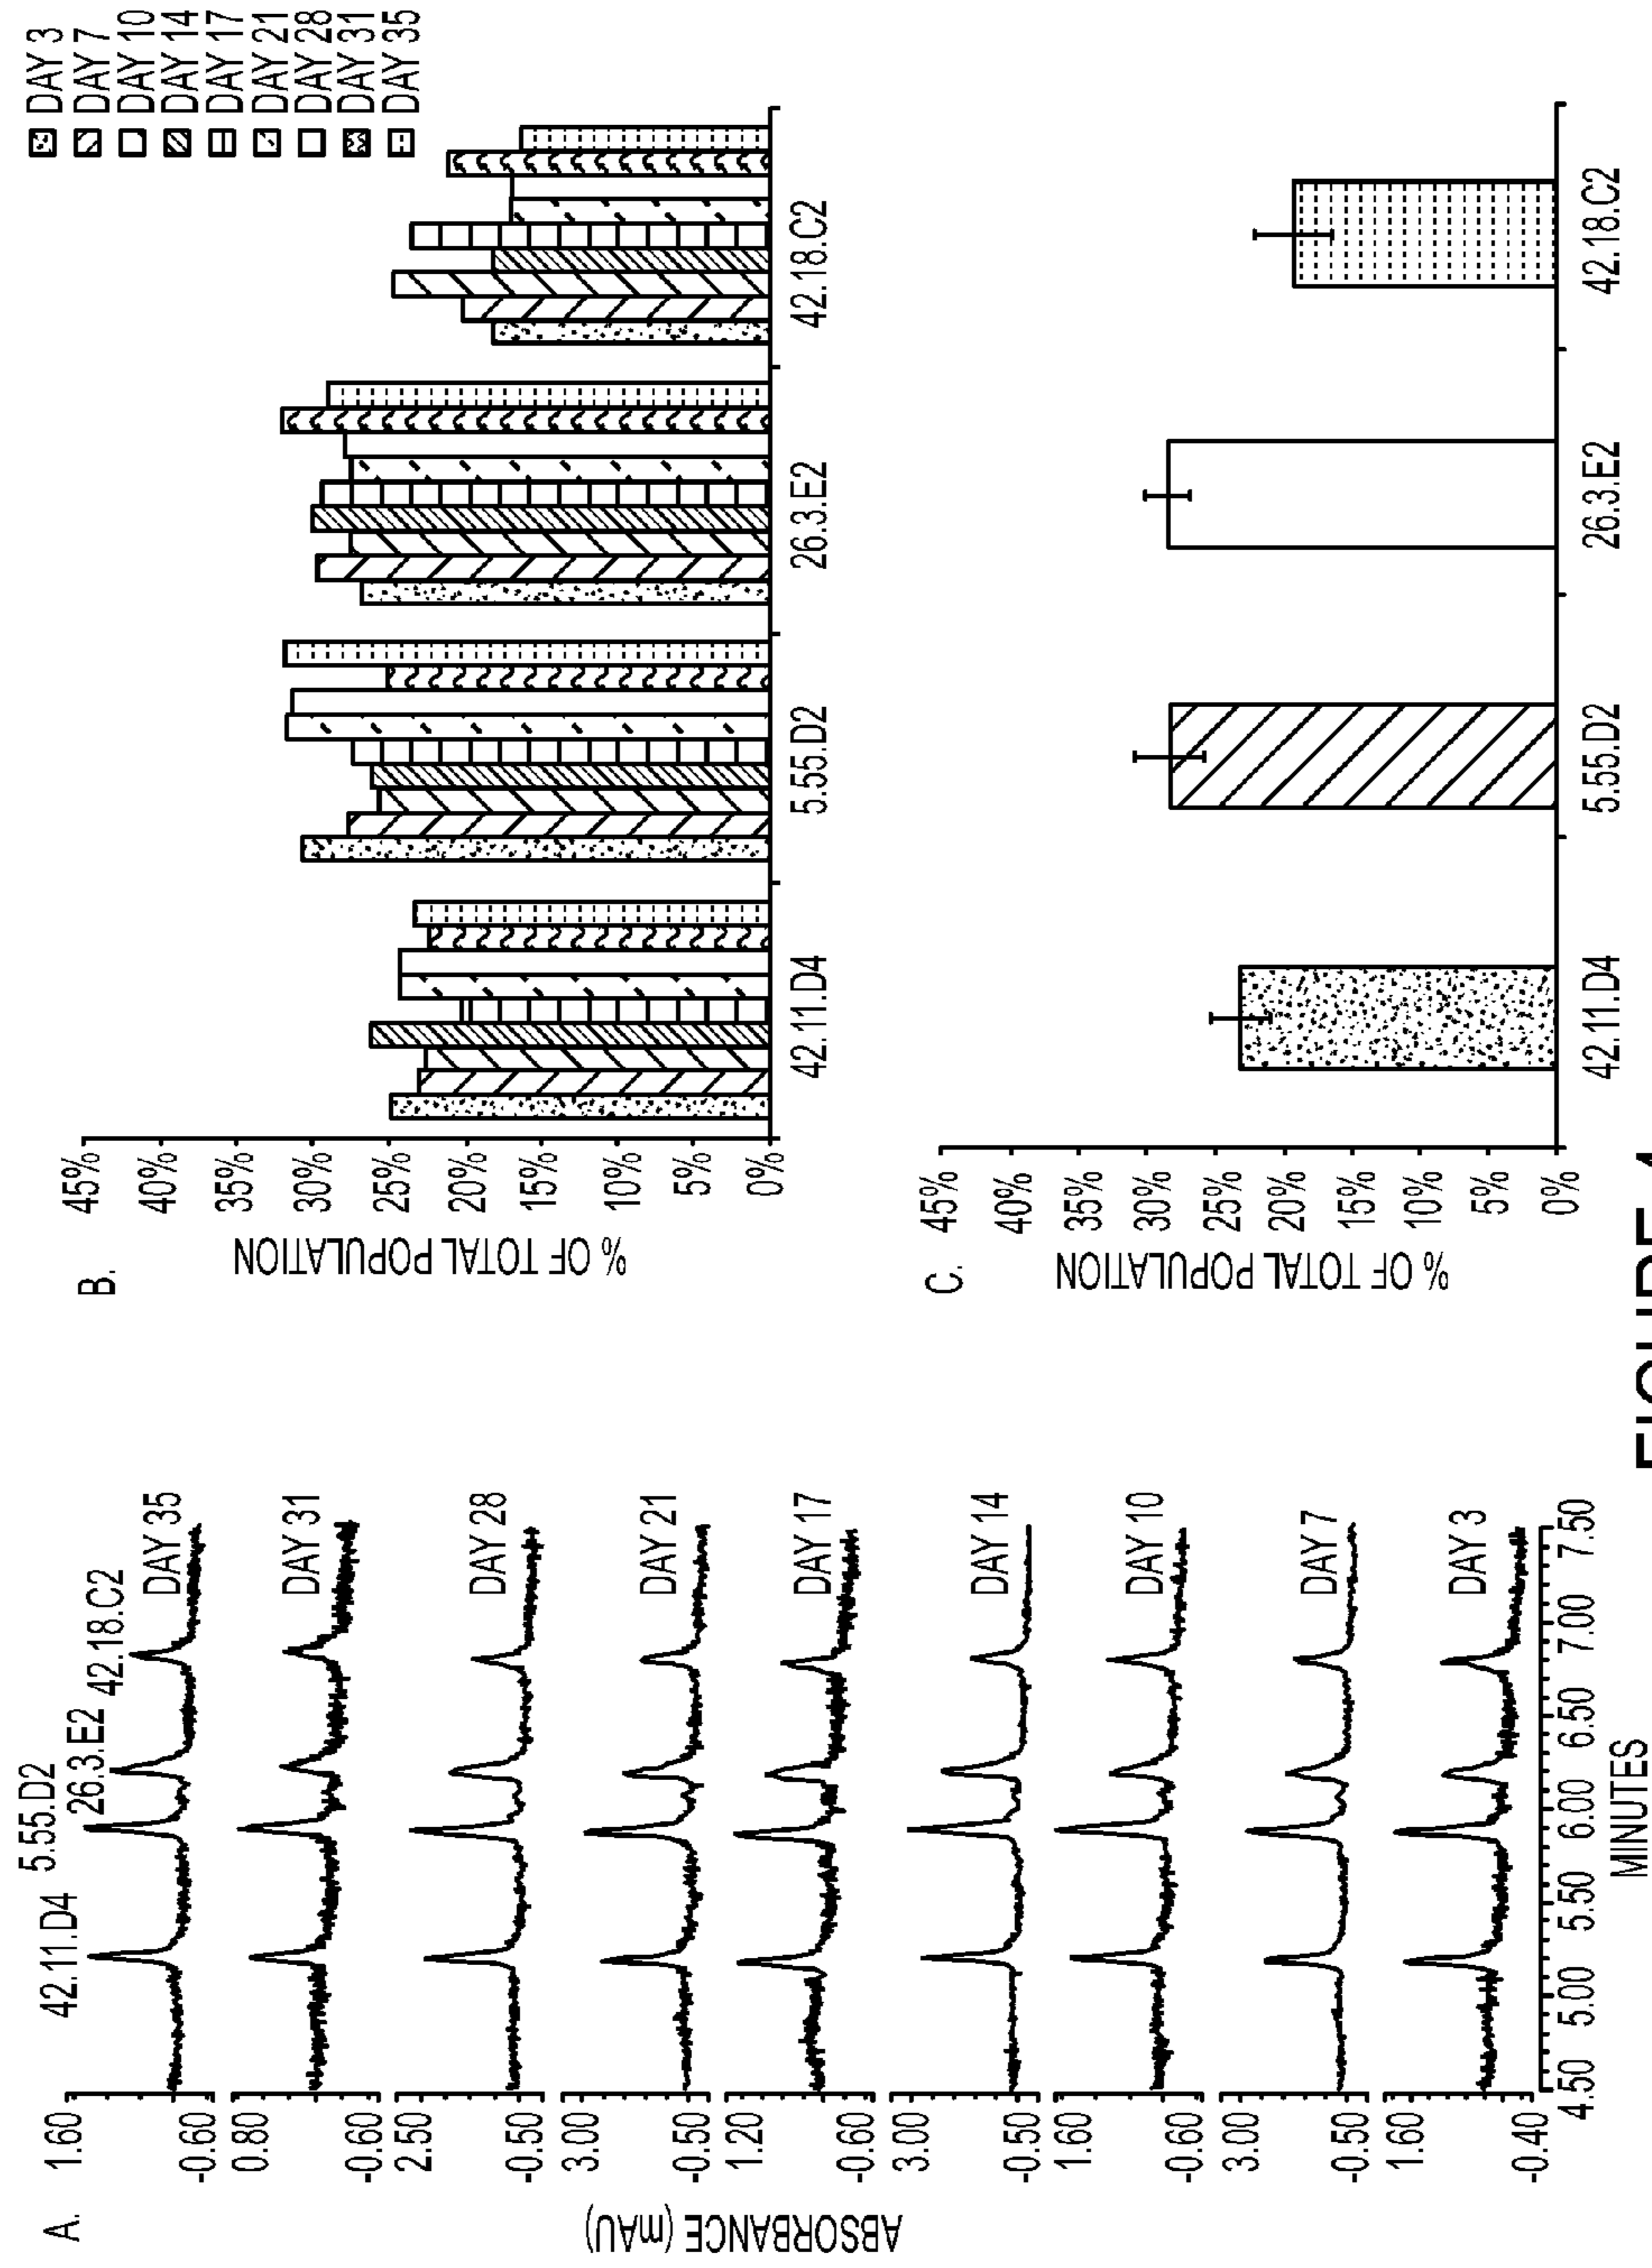 A.
ABSORBANCE (mAU)
42.11.D4
5.55.D2
26.3.E2
42.18.C2
1.60
-0.60
DAY 35
0.80
-0.60
DAY 31
2.50
-0.50
DAY 28
3.00
-0.50
DAY 21
1.20
-0.60
DAY 17
3.00
-0.50
DAY 14
1.60
-0.60
DAY 10
3.00
-0.50
DAY 7
1.60
-0.40
DAY 3
4.50 5.00 5.50 6.00 6.50 7.00 7.50
MINUTES
B.
% OF TOTAL POPULATION
45%
40%
35%
30%
25%
20%
15%
10%
5%
0%
42.11.D4 5.55.D2 26.3.E2 42.18.C2
DAY 3
DAY 7
DAY 10
DAY 14
DAY 17
DAY 21
DAY 28
DAY 31
DAY 35
C.
% OF TOTAL POPULATION
45%
40%
35%
30%
25%
20%
15%
10%
5%
0%
42.11.D4 5.55.D2 26.3.E2 42.18.C2